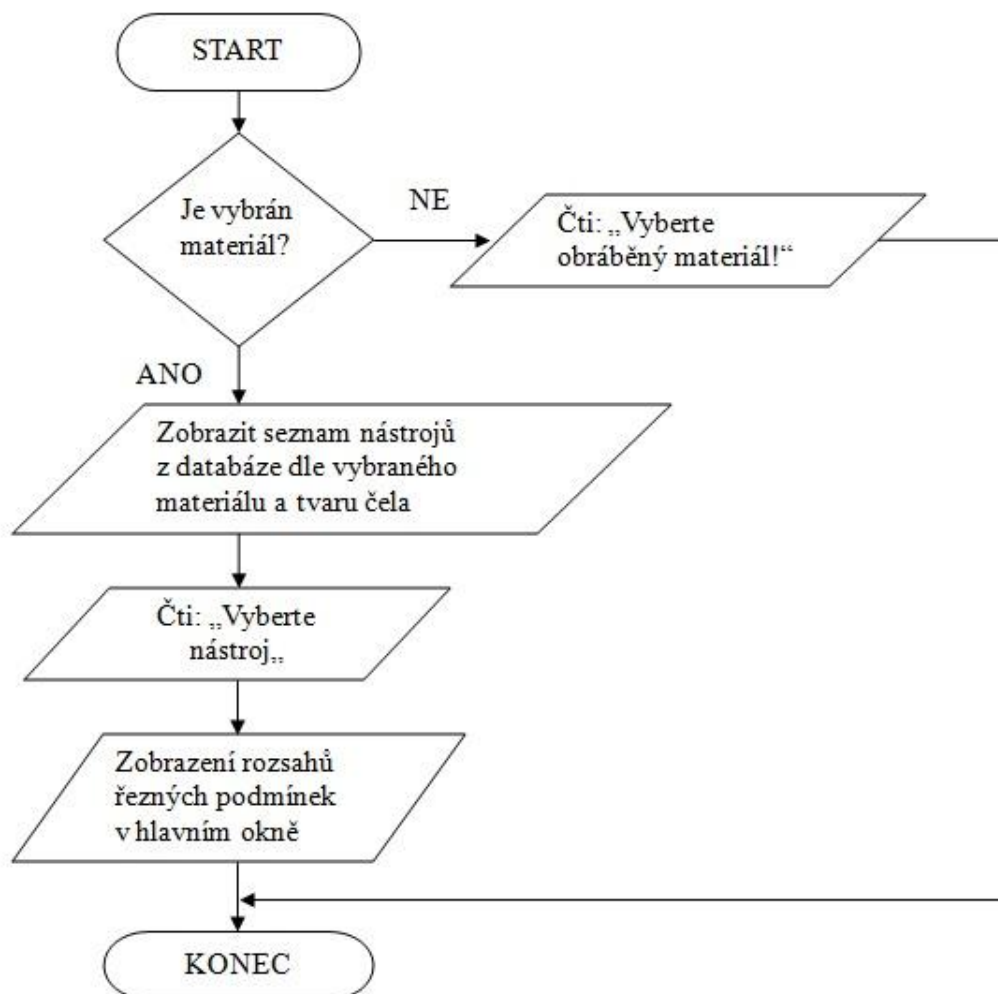 START
Je vybrán
materiál?
NE
Čti: „Vyberte
obráběný materiál!“
ANO
Zobrazit seznam nástrojů
z databáze dle vybraného
materiálu a tvaru čela
Čti: „Vyberte
nástroj„
Zobrazení rozsahů
řezných podmínek
v hlavním okně
KONEC